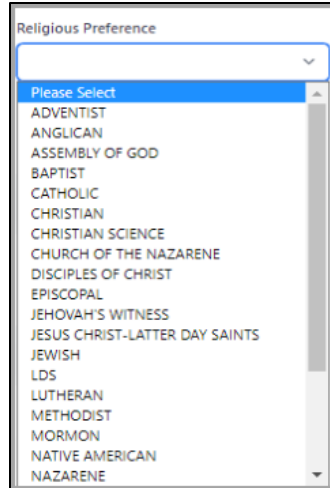 Religious Preference
Please Select
ADVENTIST
ANGLICAN
ASSEMBLY OF GOD
BAPTIST
CATHOLIC
CHRISTIAN
CHRISTIAN SCIENCE
CHURCH OF THE NAZARENE
DISCIPLES OF CHRIST
EPISCOPAL
JEHOVAH'S WITNESS
JESUS CHRIST-LATTER DAY SAINTS
JEWISH
LDS
LUTHERAN
METHODIST
MORMON
NATIVE AMERICAN
NAZARENE